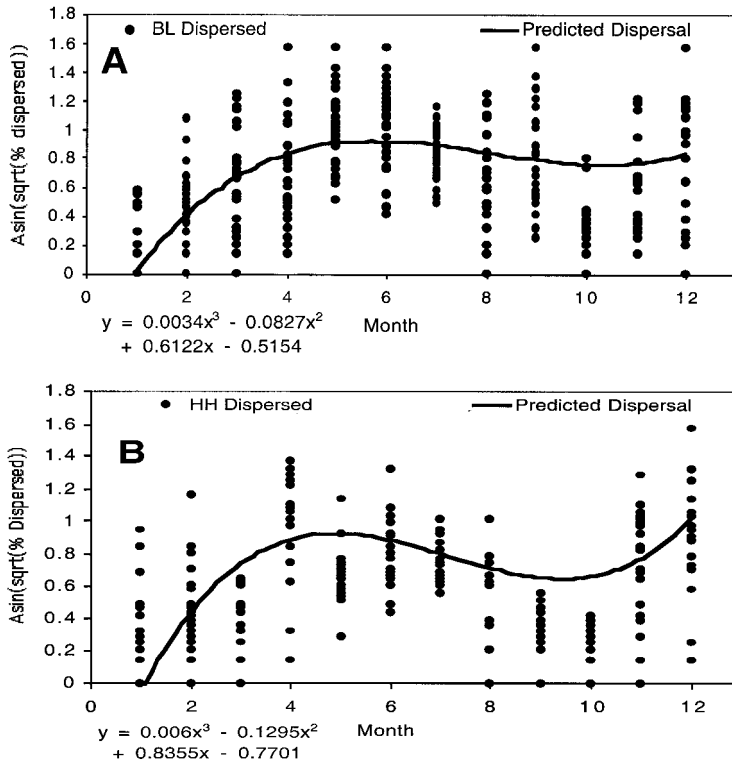 1.8
BL Dispersed
Predicted Dispersal
1.6
A
1.4
1.2
1
0.8
0.6
0.4
0.2
0
Asin(sqrt(% dispersed))
0 2 4 6 8 10 12
Month
y = 0.0034x³ - 0.0827x²
+ 0.6122x - 0.5154
1.8
HH Dispersed
Predicted Dispersal
1.6
B
1.4
1.2
1
0.8
0.6
0.4
0.2
0
Asin(sqrt(% Dispersed))
0 2 4 6 8 10 12
Month
y = 0.006x³ - 0.1295x²
+ 0.8355x - 0.7701